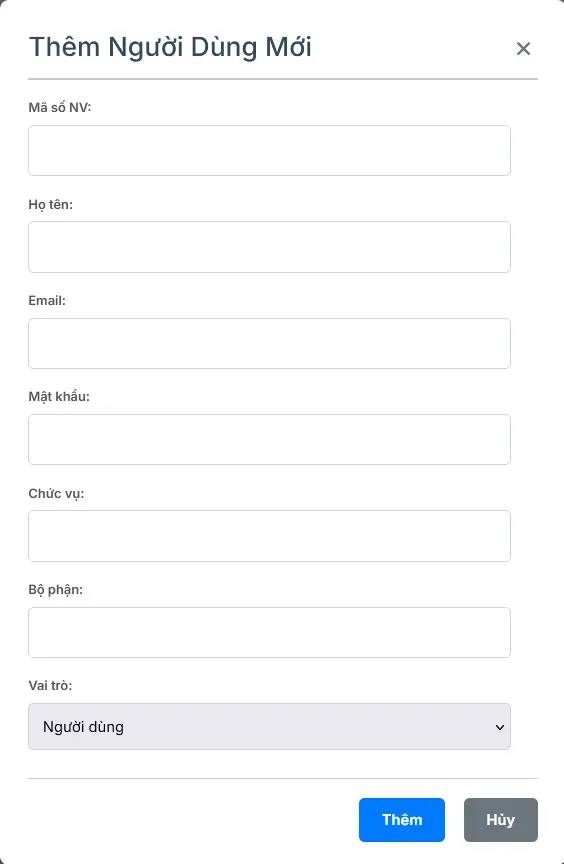 Thêm Người Dùng Mới
×
Mã số NV:
Họ tên:
Email:
Mật khẩu:
Chức vụ:
Bộ phận:
Vai trò:
Người dùng
Thêm
Hủy